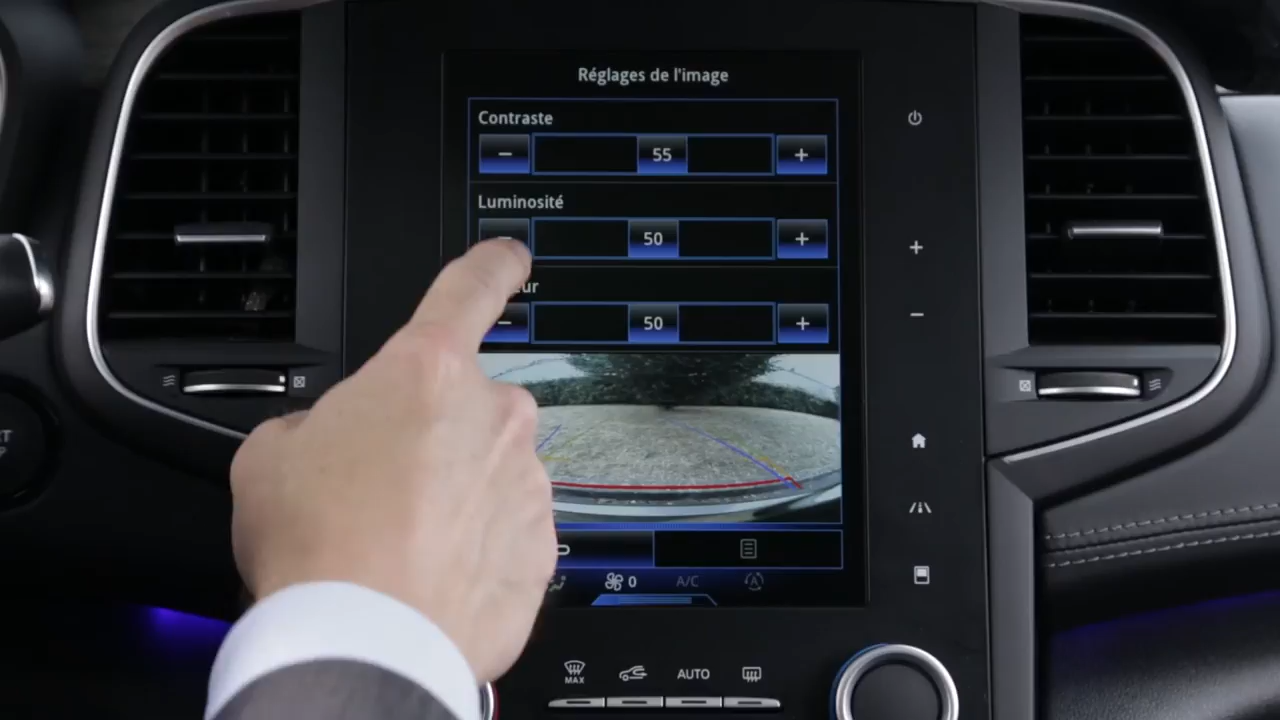 Réglages de l'image
Contraste
− 55 +
Luminosité
− 50 +
− 50 +
0 A/C
MAX
AUTO